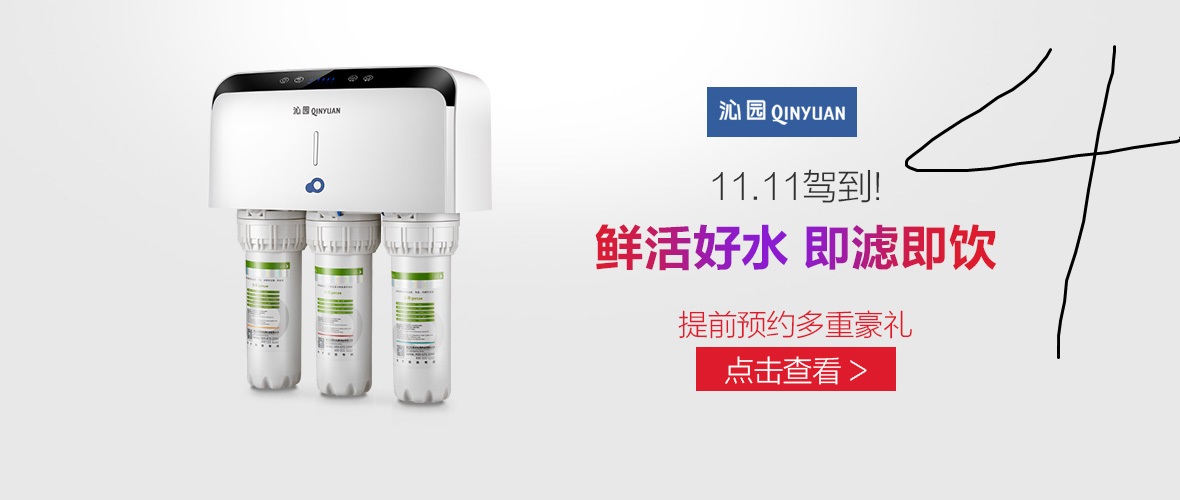 沁园 QINYUAN
沁园 QINYUAN
11.11驾到!
鲜活好水 即滤即饮
提前预约多重豪礼
点击查看 >
4